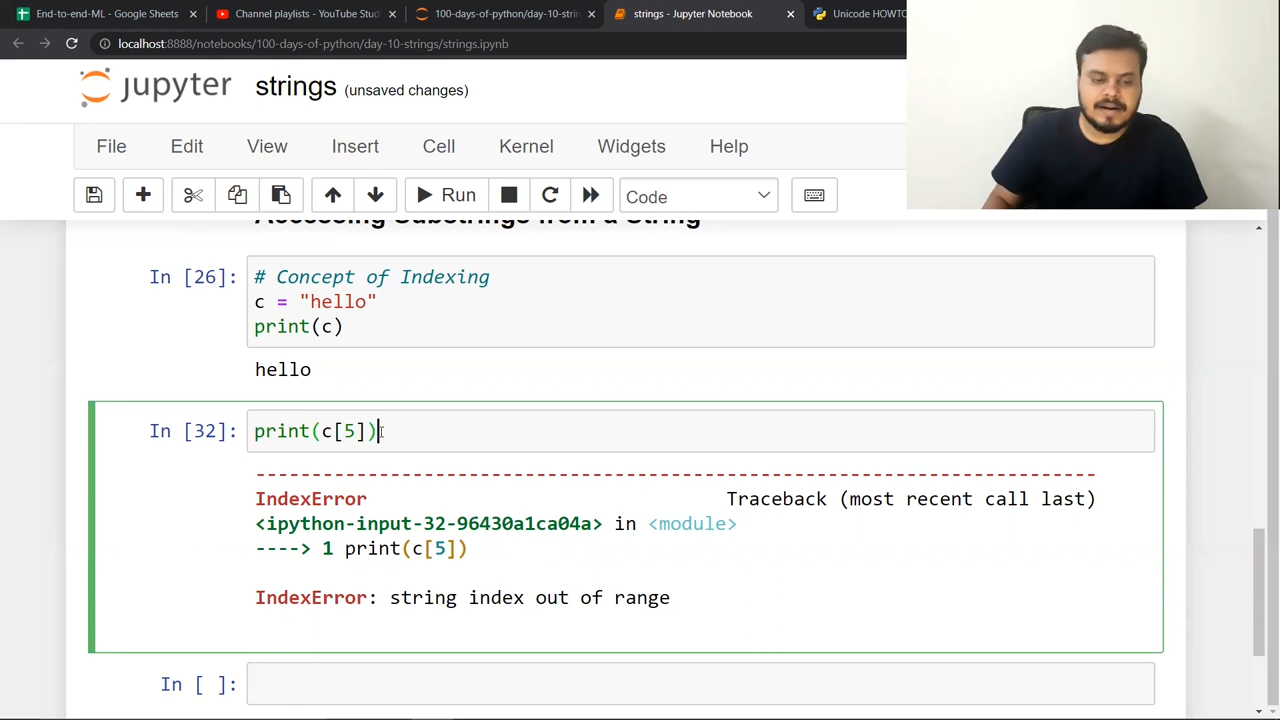 End-to-end-ML - Google Sheets
Channel playlists - YouTube Stud
100-days-of-python/day-10-strin
strings - Jupyter Notebook
Unicode HOWTO
localhost:8888/notebooks/100-days-of-python/day-10-strings/strings.ipynb
jupyter strings (unsaved changes)
File Edit View Insert Cell Kernel Widgets Help
Run Code
Accessing Substrings from a String
In [26]: # Concept of Indexing
c = "hello"
print(c)
hello
In [32]: print(c[5])
---------------------------------------------------------------------------
IndexError Traceback (most recent call last)
<ipython-input-32-96430a1ca04a> in <module>
----> 1 print(c[5])
IndexError: string index out of range
In [ ]: